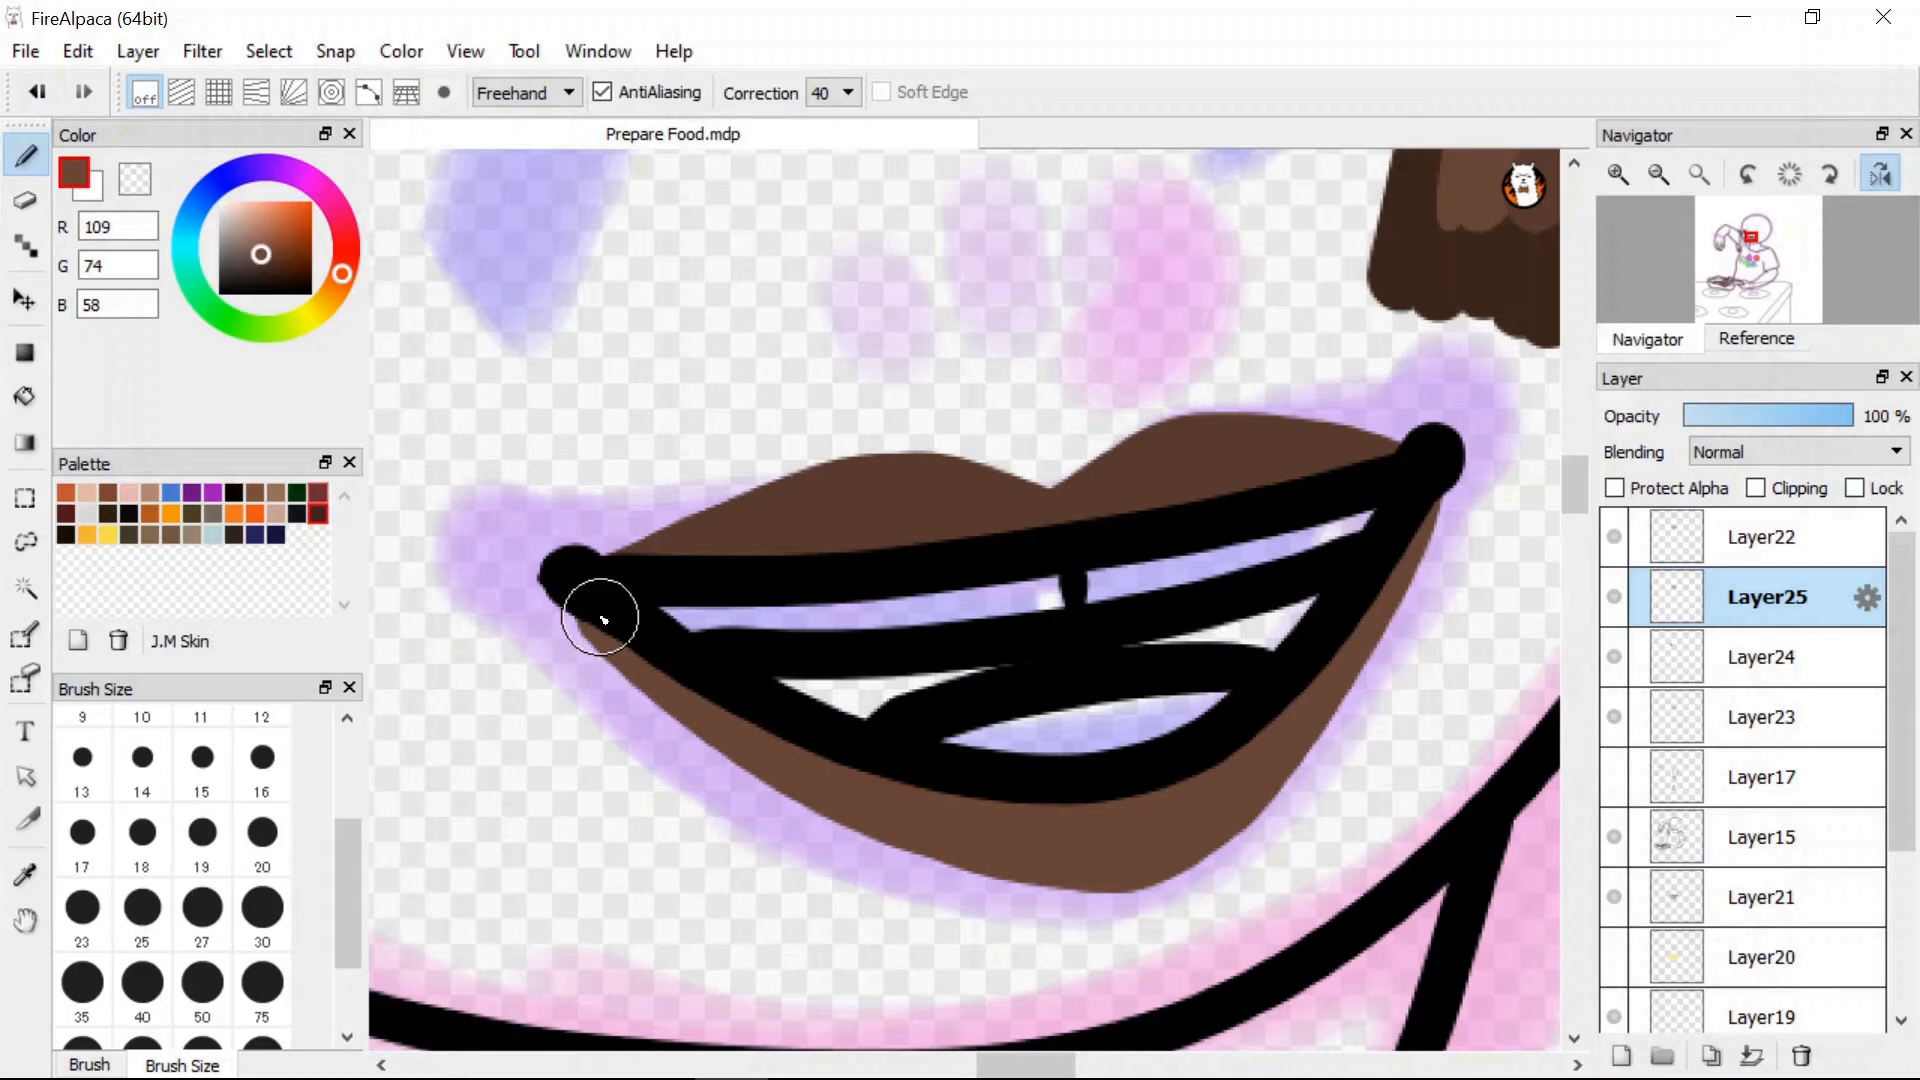 FireAlpaca (64bit)
File Edit Layer Filter Select Snap Color View Tool Window Help
off Freehand AntiAliasing Correction 40 Soft Edge
Color
Prepare Food.mdp
Navigator
R 109
G 74
B 58
Navigator Reference
Layer
Opacity 100 %
Blending Normal
Protect Alpha Clipping Lock
Palette
J.M Skin
Brush Size
9 10 11 12
13 14 15 16
17 18 19 20
23 25 27 30
35 40 50 75
Brush Brush Size
Layer22
Layer25
Layer24
Layer23
Layer17
Layer15
Layer21
Layer20
Layer19
T